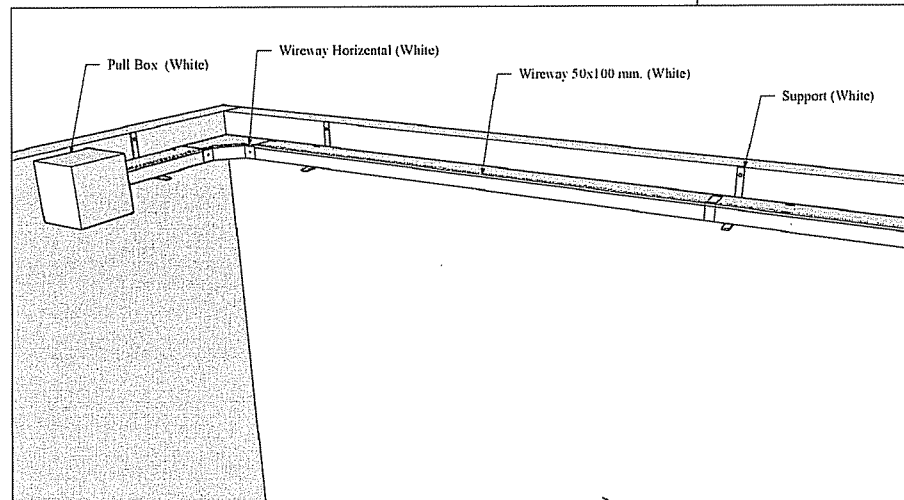 Wireway Horizental (White)
Pull Box (White)
Wireway 50x100 mm. (White)
Support (White)